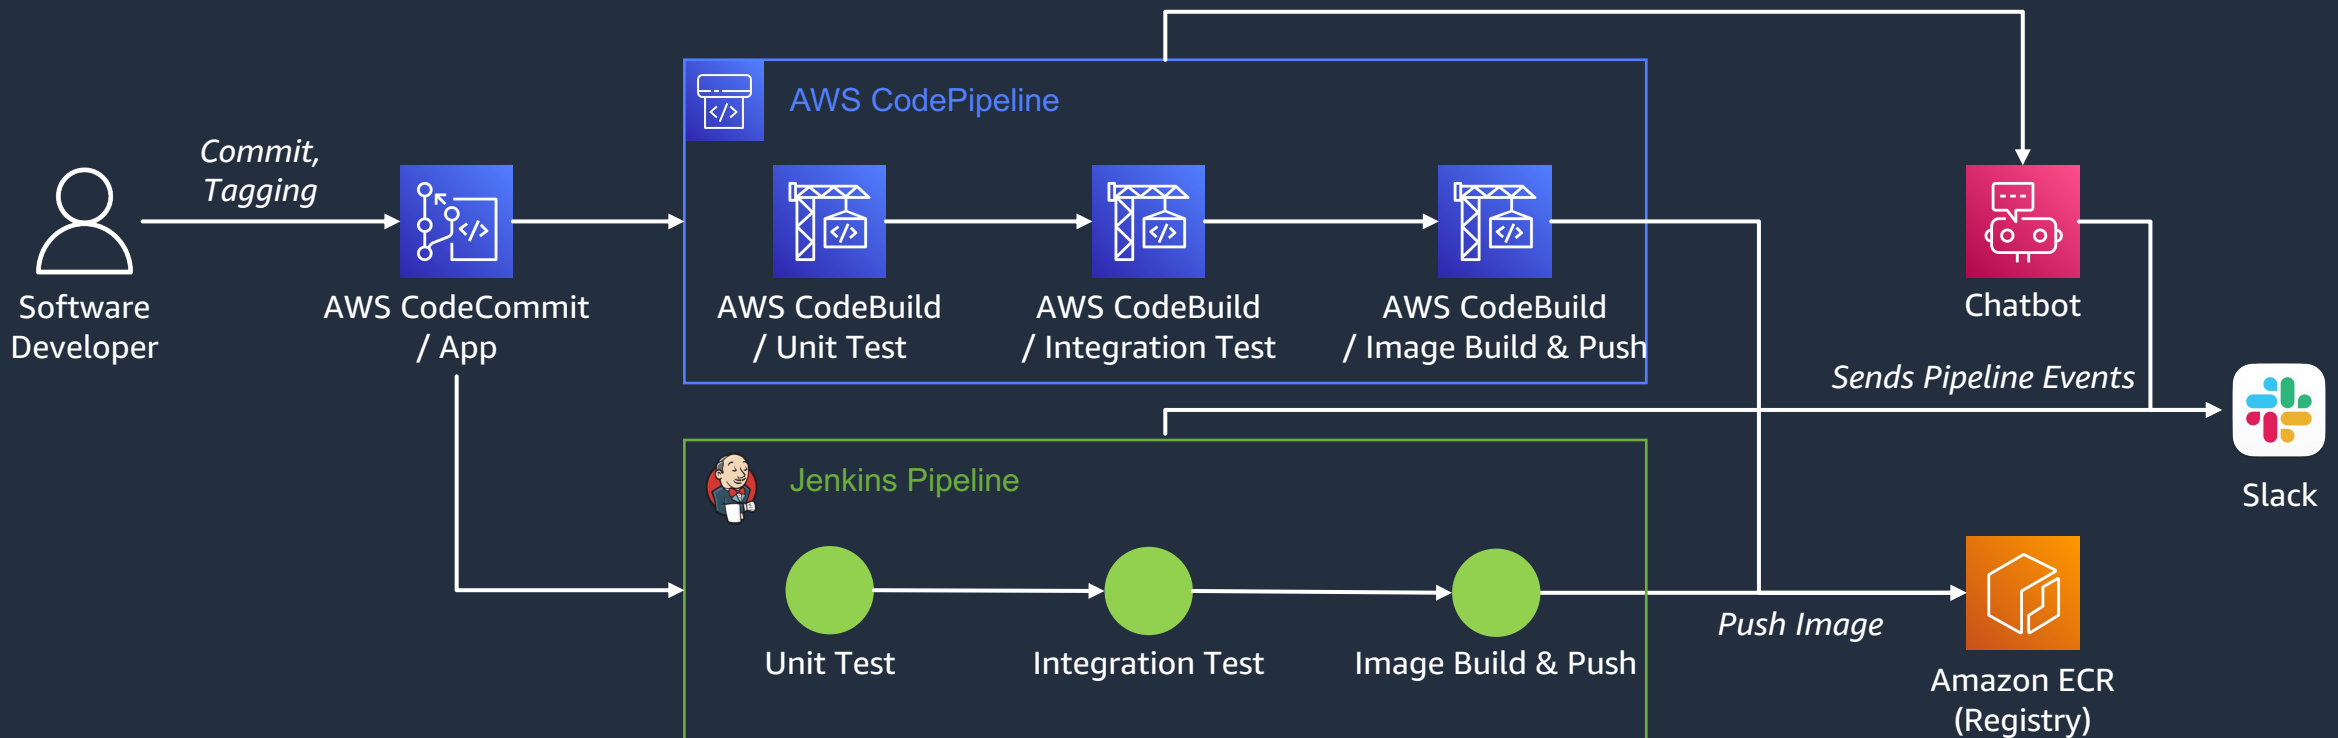 Commit,
Tagging
Software
Developer
AWS CodeCommit
/ App
AWS CodePipeline
</>
</>
AWS CodeBuild
/ Unit Test
</>
AWS CodeBuild
/ Integration Test
</>
AWS CodeBuild
/ Image Build & Push
</>
Chatbot
Sends Pipeline Events
Slack
Jenkins Pipeline
Unit Test
Integration Test
Image Build & Push
Push Image
Amazon ECR
(Registry)